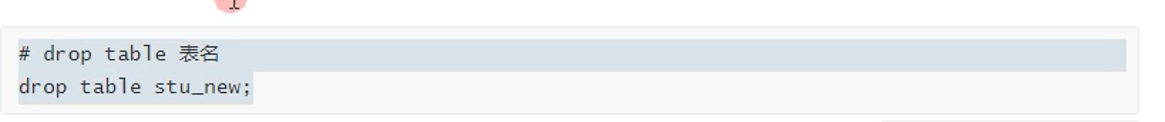 # drop table 表名
drop table stu_new;